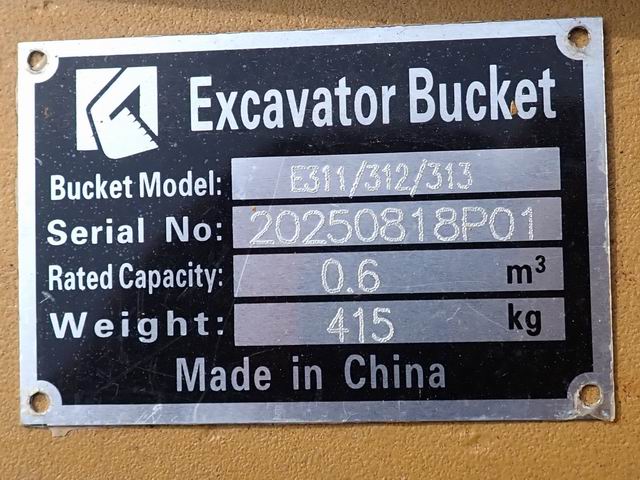 Excavator Bucket
Bucket Model: E311/312/313
Serial No: 20250818P01
Rated Capacity: 0.6 m³
Weight: 415 kg
Made in China